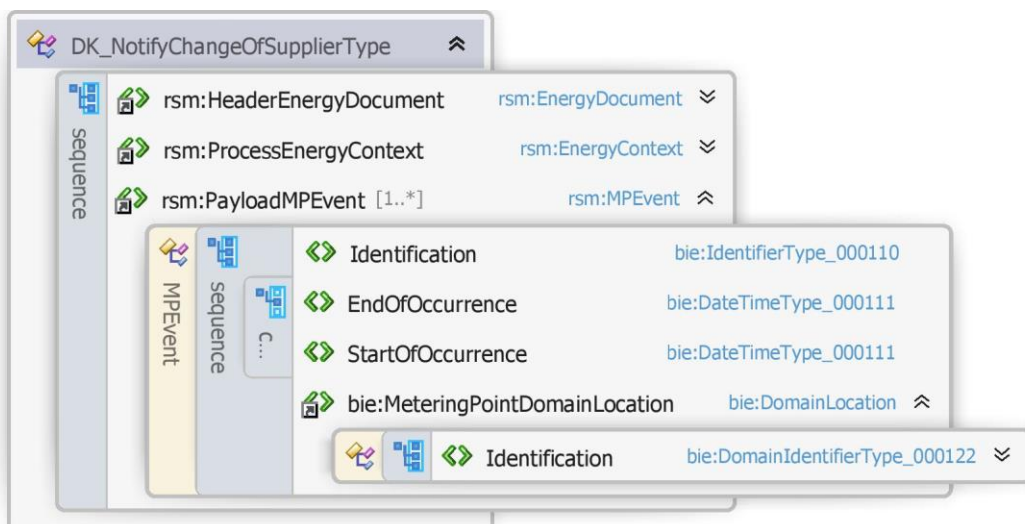 DK_NotifyChangeOfSupplierType
sequence
rsm:HeaderEnergyDocument rsm:EnergyDocument
rsm:ProcessEnergyContext rsm:EnergyContext
rsm:PayloadMPEvent [1..*] rsm:MPEvent
MPEvent
sequence
C...
Identification bie:IdentifierType_000110
EndOfOccurrence bie:DateTimeType_000111
StartOfOccurrence bie:DateTimeType_000111
bie:MeteringPointDomainLocation bie:DomainLocation
Identification bie:DomainIdentifierType_000122